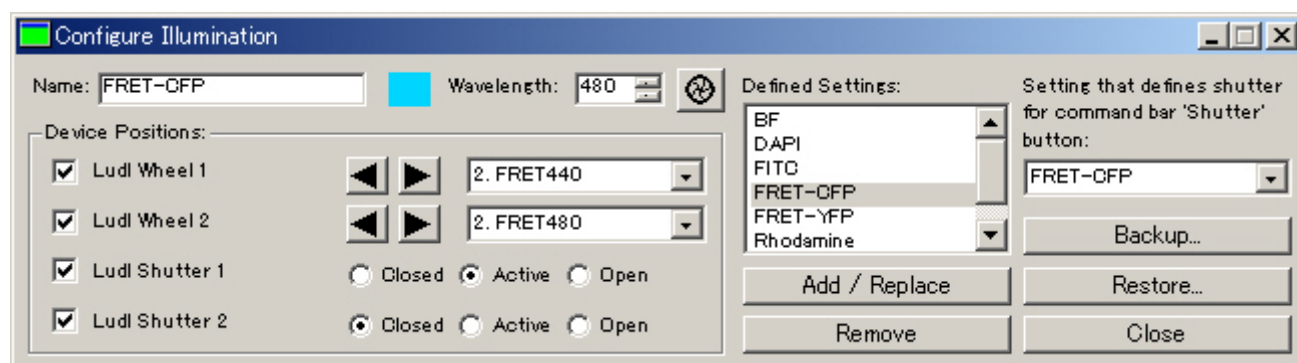 Configure Illumination
Name: FRET-CFP
Wavelength: 480
Device Positions:
Ludl Wheel 1
2. FRET440
Ludl Wheel 2
2. FRET480
Ludl Shutter 1
Closed Active Open
Ludl Shutter 2
Closed Active Open
Defined Settings:
BF
DAPI
FITC
FRET-CFP
FRET-YFP
Rhodamine
Add / Replace
Remove
Setting that defines shutter
for command bar 'Shutter'
button:
FRET-CFP
Backup...
Restore...
Close